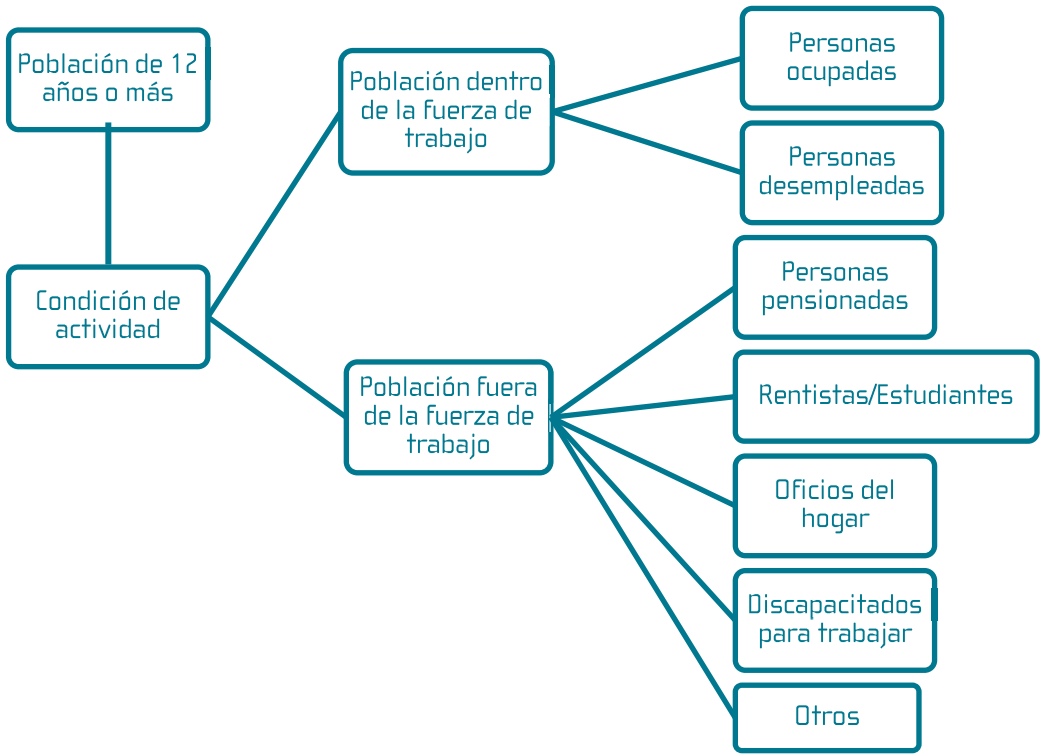 Población de 12
años o más
Condición de
actividad
Población dentro
de la fuerza de
trabajo
Población fuera
de la fuerza de
trabajo
Personas
ocupadas
Personas
desempleadas
Personas
pensionadas
Rentistas/Estudiantes
Oficios del
hogar
Discapacitados
para trabajar
Otros